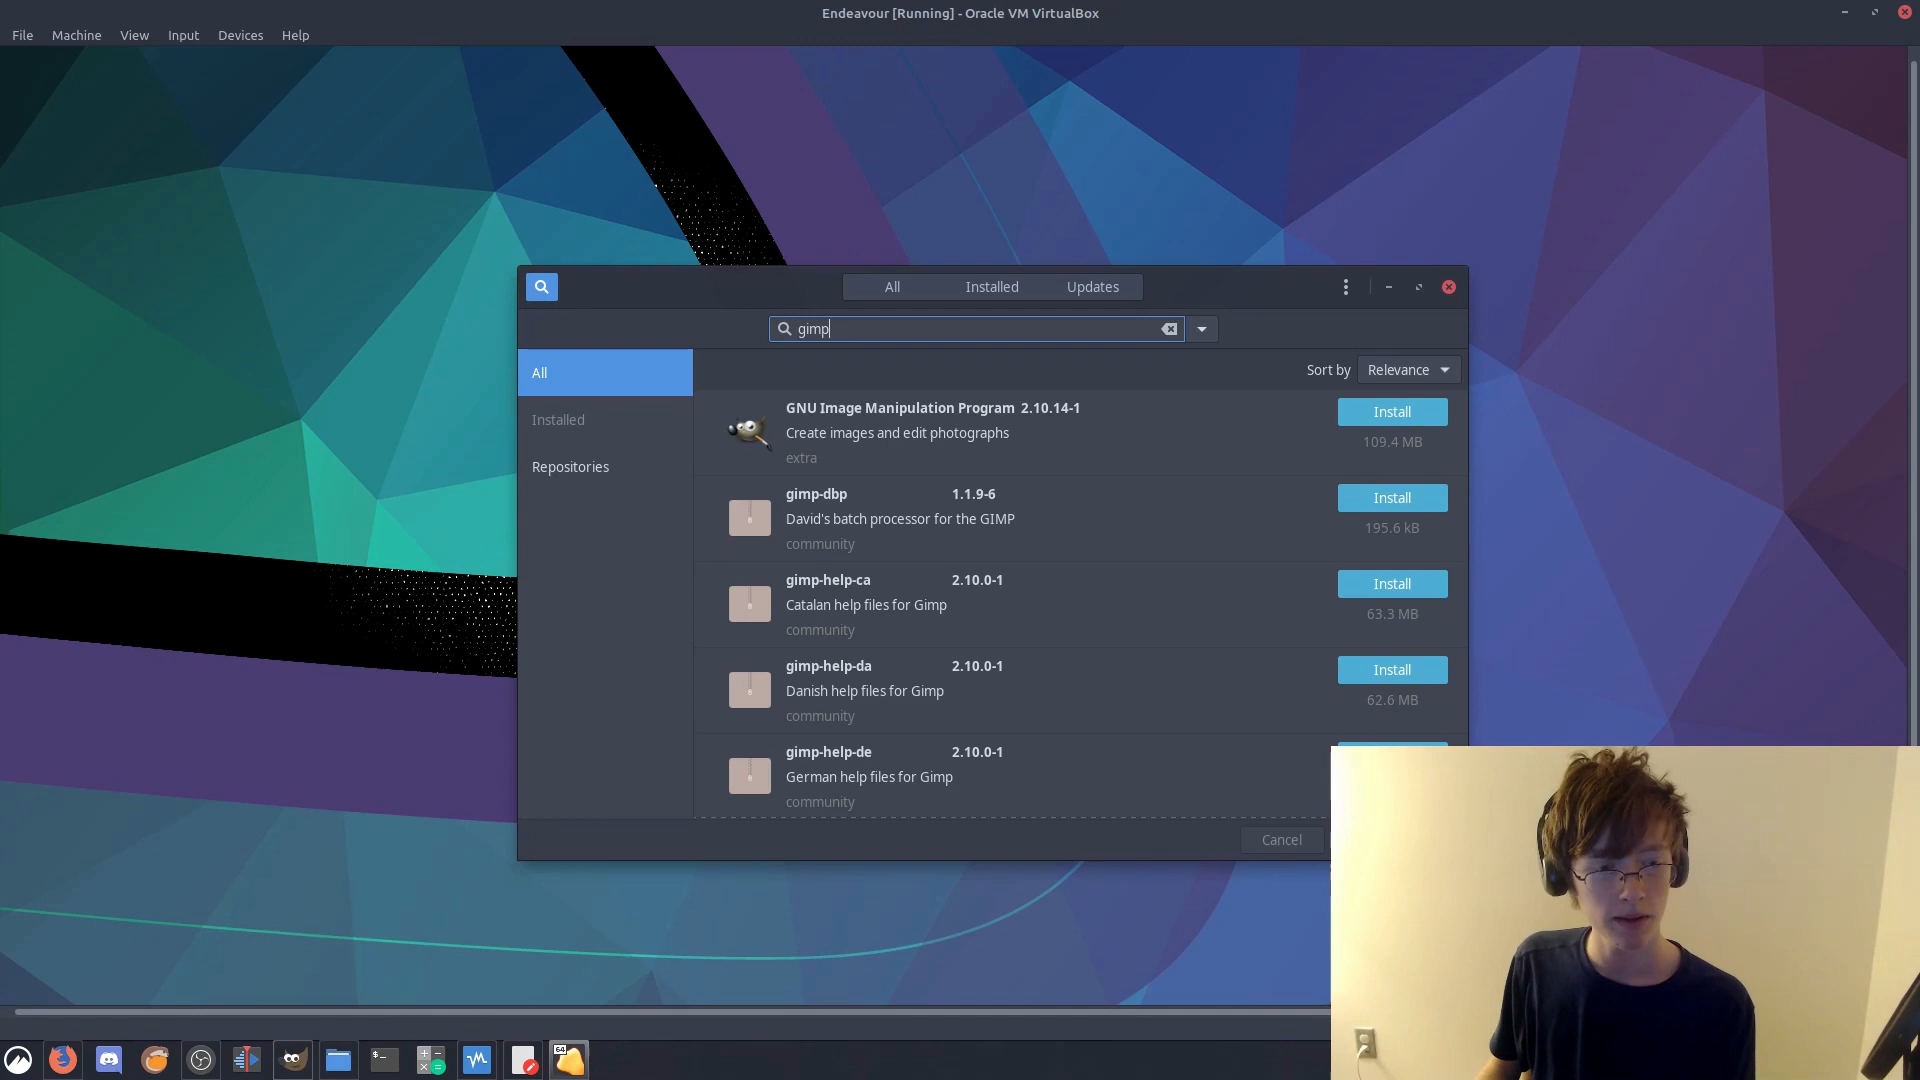 Endeavour [Running] - Oracle VM VirtualBox
File Machine View Input Devices Help
All Installed Updates
gimp
All
Installed
Repositories
Sort by Relevance
GNU Image Manipulation Program 2.10.14-1
Create images and edit photographs
extra
Install
109.4 MB
gimp-dbp 1.1.9-6
David's batch processor for the GIMP
community
Install
195.6 kB
gimp-help-ca 2.10.0-1
Catalan help files for Gimp
community
Install
63.3 MB
gimp-help-da 2.10.0-1
Danish help files for Gimp
community
Install
62.6 MB
gimp-help-de 2.10.0-1
German help files for Gimp
community
Cancel
$-
64